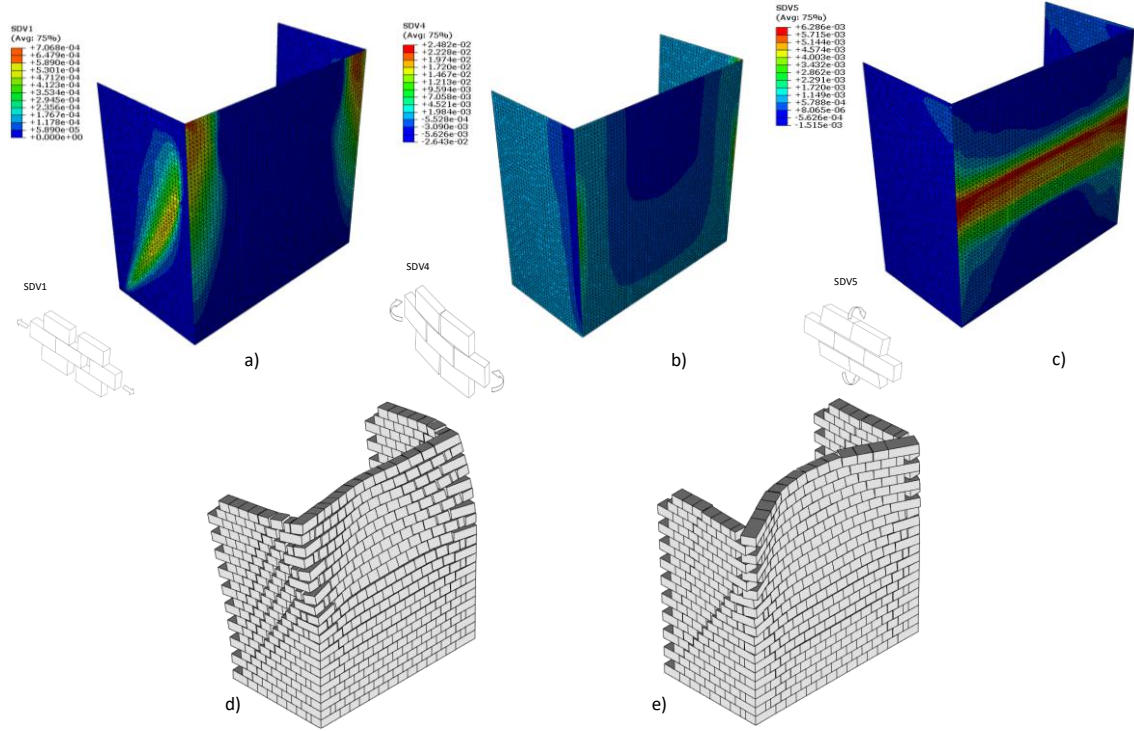 SDV1
(Avg: 75%)
+7.068e-04
+6.479e-04
+5.890e-04
+5.301e-04
+4.712e-04
+4.123e-04
+3.534e-04
+2.945e-04
+2.356e-04
+1.767e-04
+1.178e-04
+5.890e-05
+0.000e+00
SDV4
(Avg: 75%)
+2.482e-02
+2.228e-02
+1.974e-02
+1.720e-02
+1.467e-02
+1.213e-02
+9.594e-03
+7.058e-03
+4.521e-03
+1.984e-03
-5.528e-04
-3.090e-03
-5.626e-03
-2.643e-02
SDV5
(Avg: 75%)
+6.286e-03
+5.715e-03
+5.144e-03
+4.574e-03
+4.003e-03
+3.432e-03
+2.862e-03
+2.291e-03
+1.720e-03
+1.149e-03
+5.788e-04
+8.065e-06
-5.626e-04
-1.515e-03
SDV1
a)
SDV4
b)
SDV5
c)
d)
e)